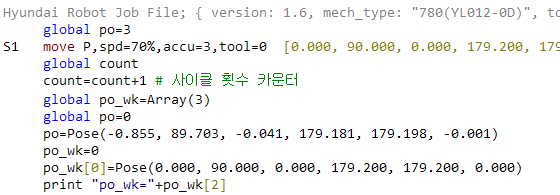 Hyundai Robot Job File; { version: 1.6, mech_type: "780(YL012-0D)", to
global po=3
S1 move P,spd=70%,accu=3,tool=0 [0.000, 90.000, 0.000, 179.200, 179
global count
count=count+1 # 사이클 횟수 카운터
global po_wk=Array(3)
global po=0
po=Pose(-0.855, 89.703, -0.041, 179.181, 179.198, -0.001)
po_wk=0
po_wk[0]=Pose(0.000, 90.000, 0.000, 179.200, 179.200, 0.000)
print "po_wk="+po_wk[2]